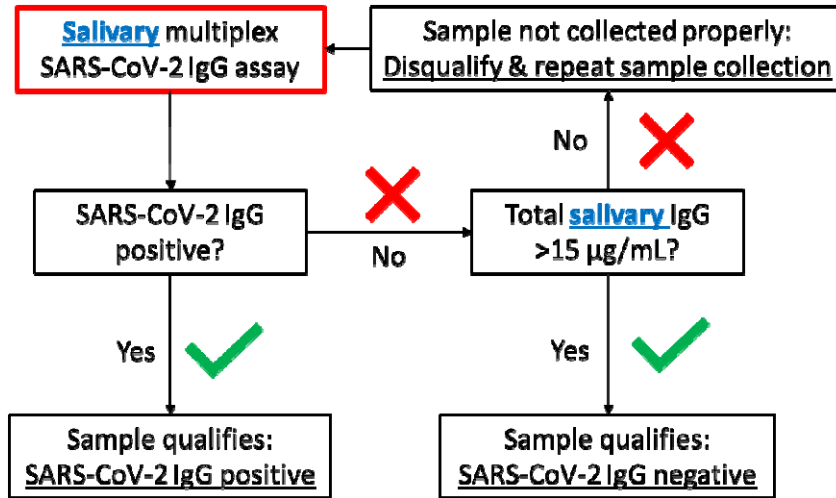 Salivary multiplex
SARS-CoV-2 IgG assay
Sample not collected properly:
Disqualify & repeat sample collection
No
SARS-CoV-2 IgG
positive?
No
Total salivary IgG
>15 µg/mL?
Yes
Yes
Sample qualifies:
SARS-CoV-2 IgG positive
Sample qualifies:
SARS-CoV-2 IgG negative